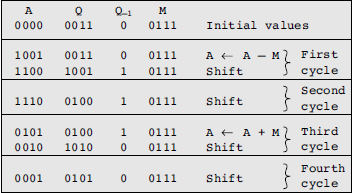 A Q Q₋₁ M
0000 0011 0 0111 Initial values
1001 0011 0 0111 A ← A − M } First
1100 1001 1 0111 Shift cycle
1110 0100 1 0111 Shift } Second cycle
0101 0100 1 0111 A ← A + M } Third
0010 1010 0 0111 Shift cycle
0001 0101 0 0111 Shift } Fourth cycle